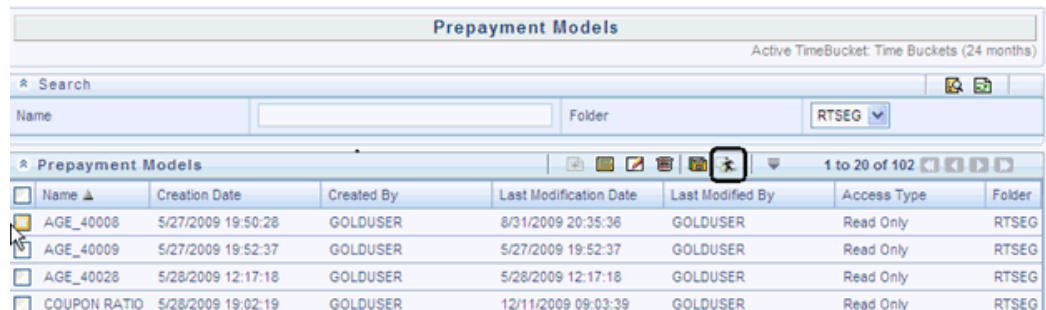 Prepayment Models
Active TimeBucket: Time Buckets (24 months)
Search
Name Folder RTSEG
Prepayment Models 1 to 20 of 102
Name Creation Date Created By Last Modification Date Last Modified By Access Type Folder
AGE_40008 5/27/2009 19:50:28 GOLDUSER 8/31/2009 20:35:36 GOLDUSER Read Only RTSEG
AGE_40009 5/27/2009 19:52:37 GOLDUSER 5/27/2009 19:52:37 GOLDUSER Read Only RTSEG
AGE_40028 5/28/2009 12:17:18 GOLDUSER 5/28/2009 12:17:18 GOLDUSER Read Only RTSEG
COUPON RATIO 5/28/2009 19:02:19 GOLDUSER 12/11/2009 09:03:39 GOLDUSER Read Only RTSEG